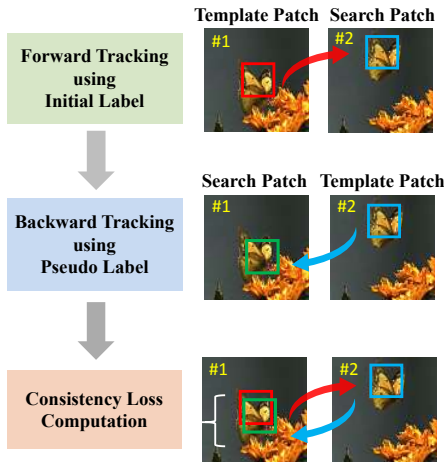 Template Patch Search Patch
Forward Tracking
using
Initial Label
#1 #2
Search Patch Template Patch
Backward Tracking
using
Pseudo Label
#1 #2
Consistency Loss
Computation
#1 #2